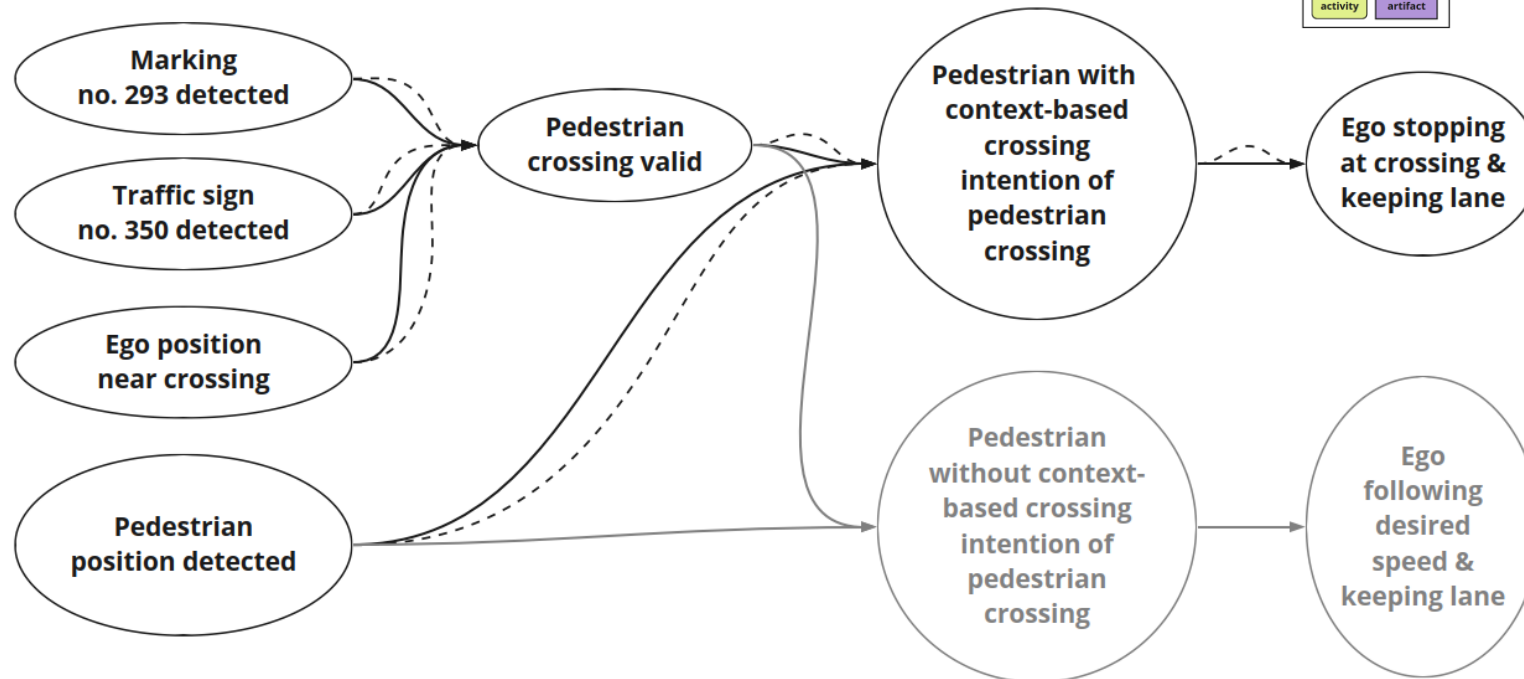 activity
artifact
Marking
no. 293 detected
Traffic sign
no. 350 detected
Ego position
near crossing
Pedestrian
position detected
Pedestrian
crossing valid
Pedestrian with
context-based
crossing
intention of
pedestrian
crossing
Ego stopping
at crossing &
keeping lane
Pedestrian
without context-
based crossing
intention of
pedestrian
crossing
Ego
following
desired
speed &
keeping lane